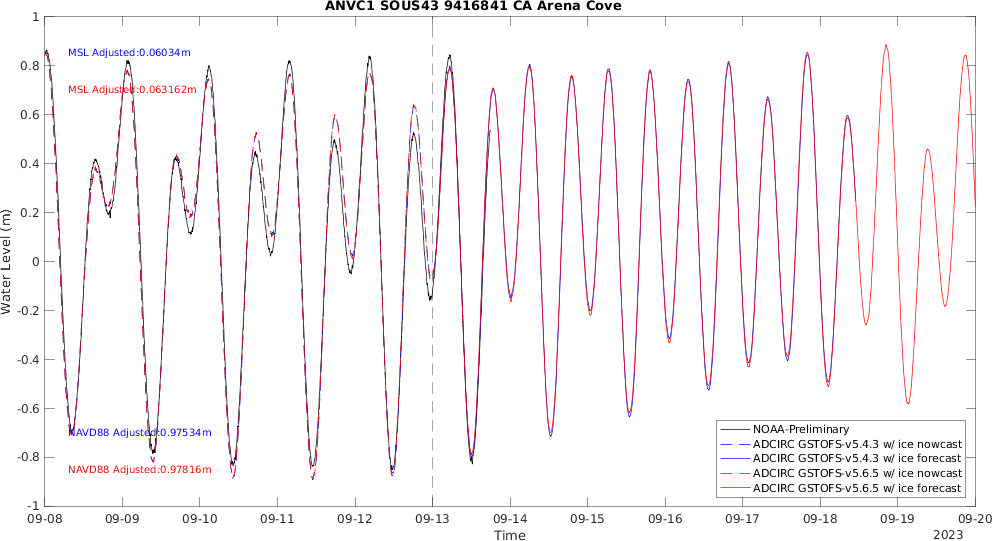 ANVC1 SOUS43 9416841 CA Arena Cove
MSL Adjusted:0.06034m
MSL Adjusted:0.063162m
NAVD88 Adjusted:0.97534m
NAVD88 Adjusted:0.97816m
Water Level (m)
1
0.8
0.6
0.4
0.2
0
-0.2
-0.4
-0.6
-0.8
-1
NOAA-Preliminary
ADCIRC GSTOFS-v5.4.3 w/ ice nowcast
ADCIRC GSTOFS-v5.4.3 w/ ice forecast
ADCIRC GSTOFS-v5.6.5 w/ ice nowcast
ADCIRC GSTOFS-v5.6.5 w/ ice forecast
09-08 09-09 09-10 09-11 09-12 09-13 09-14 09-15 09-16 09-17 09-18 09-19 09-20
Time
2023